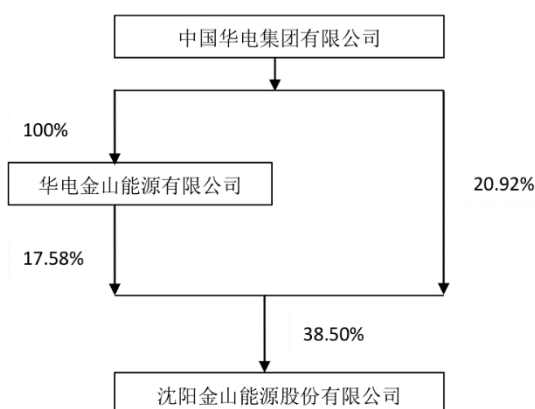 中国华电集团有限公司
100%
华电金山能源有限公司
20.92%
17.58%
38.50%
沈阳金山能源股份有限公司